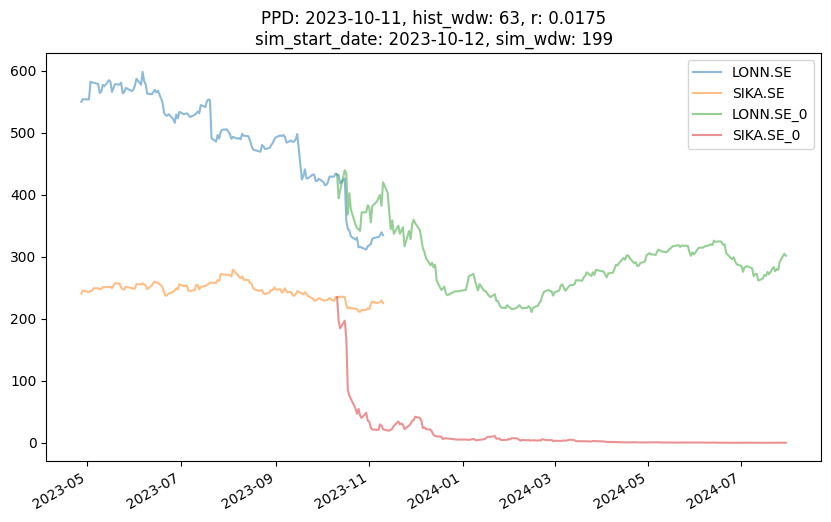 PPD: 2023-10-11, hist_wdw: 63, r: 0.0175
sim_start_date: 2023-10-12, sim_wdw: 199
LONN.SE
SIKA.SE
LONN.SE_0
SIKA.SE_0
600
500
400
300
200
100
0
2023-05
2023-07
2023-09
2023-11
2024-01
2024-03
2024-05
2024-07